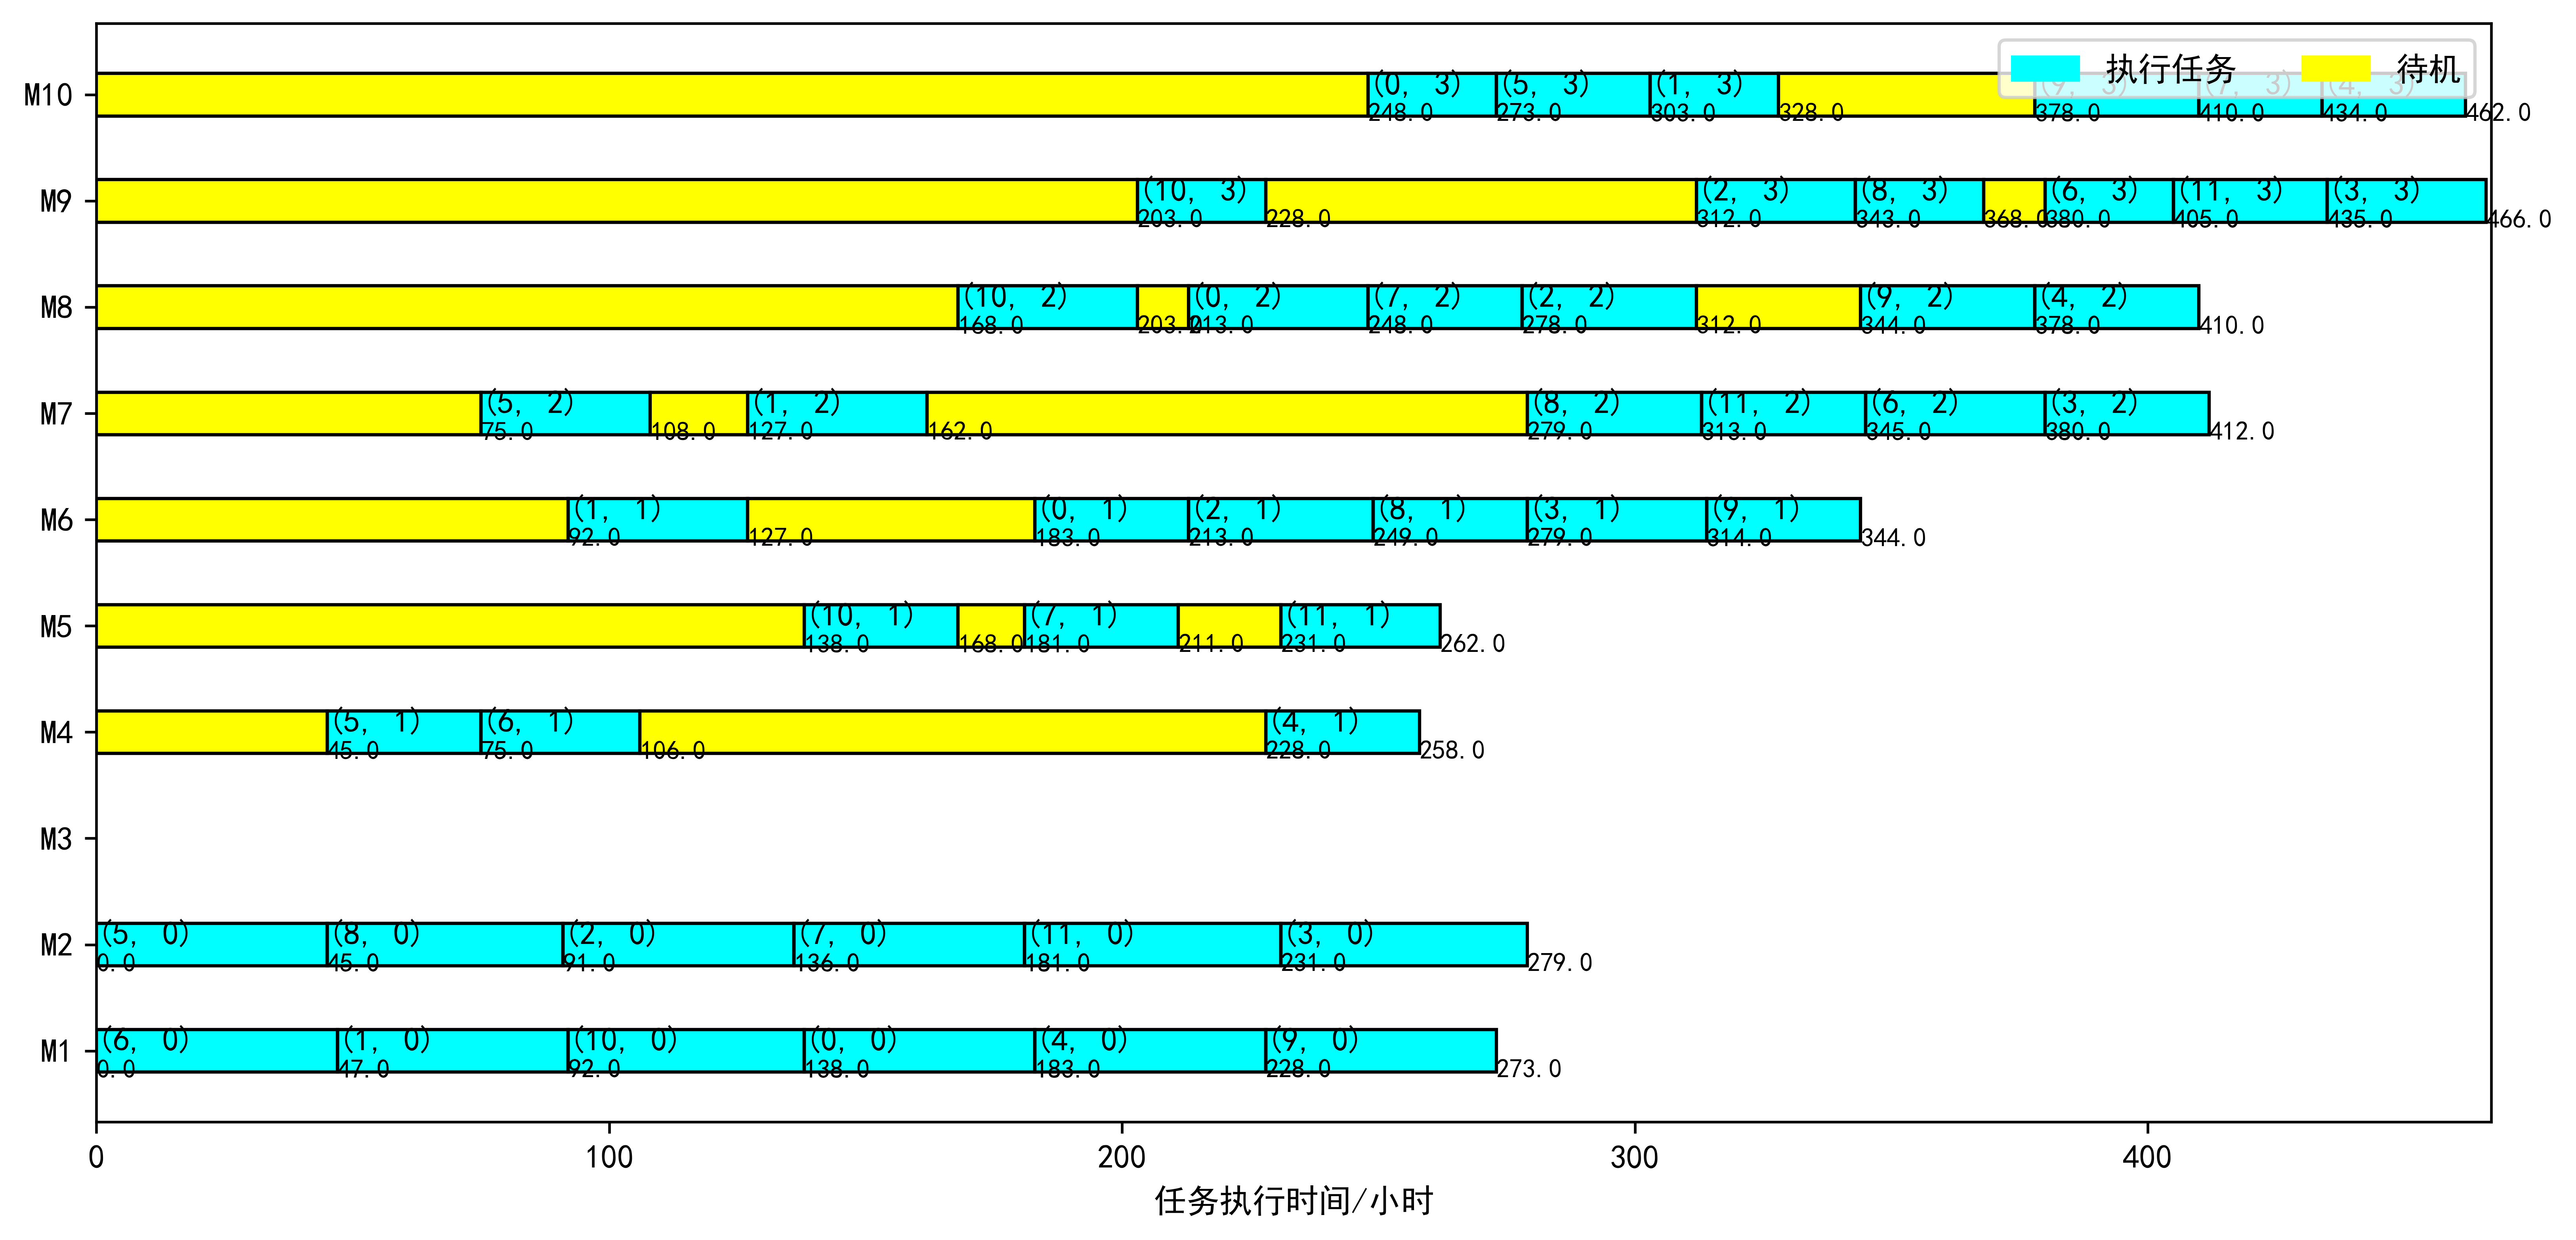 执行任务 待机
M10 (0, 3) (5, 3) (1, 3) (9, 3) (7, 3) (4, 3)
248.0 273.0 303.0 328.0 378.0 410.0 434.0 462.0
M9 (10, 3) (2, 3) (8, 3) (6, 3) (11, 3) (3, 3)
203.0 228.0 312.0 343.0 368.0 380.0 405.0 435.0 466.0
M8 (10, 2) (0, 2) (7, 2) (2, 2) (9, 2) (4, 2)
168.0 203.0 213.0 248.0 278.0 312.0 344.0 378.0 410.0
M7 (5, 2) (1, 2) (8, 2) (11, 2) (6, 2) (3, 2)
75.0 108.0 127.0 162.0 279.0 313.0 345.0 380.0 412.0
M6 (1, 1) (0, 1) (2, 1) (8, 1) (3, 1) (9, 1)
92.0 127.0 183.0 213.0 249.0 279.0 314.0 344.0
M5 (10, 1) (7, 1) (11, 1)
138.0 168.0 181.0 211.0 231.0 262.0
M4 (5, 1) (6, 1) (4, 1)
45.0 75.0 106.0 228.0 258.0
M3
M2 (5, 0) (8, 0) (2, 0) (7, 0) (11, 0) (3, 0)
0.0 45.0 91.0 136.0 181.0 231.0 279.0
M1 (6, 0) (1, 0) (10, 0) (0, 0) (4, 0) (9, 0)
0.0 47.0 92.0 138.0 183.0 228.0 273.0
0 100 200 300 400
任务执行时间/小时